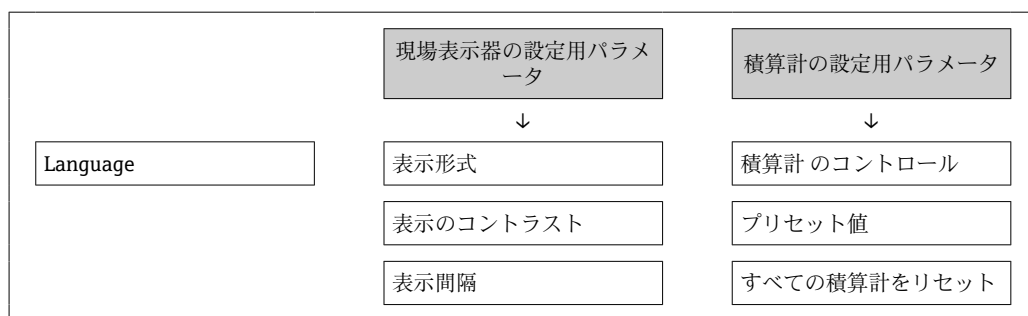 現場表示器の設定用パラメ
ータ
積算計の設定用パラメータ
↓
↓
Language
表示形式
積算計 のコントロール
表示のコントラスト
プリセット値
表示間隔
すべての積算計をリセット